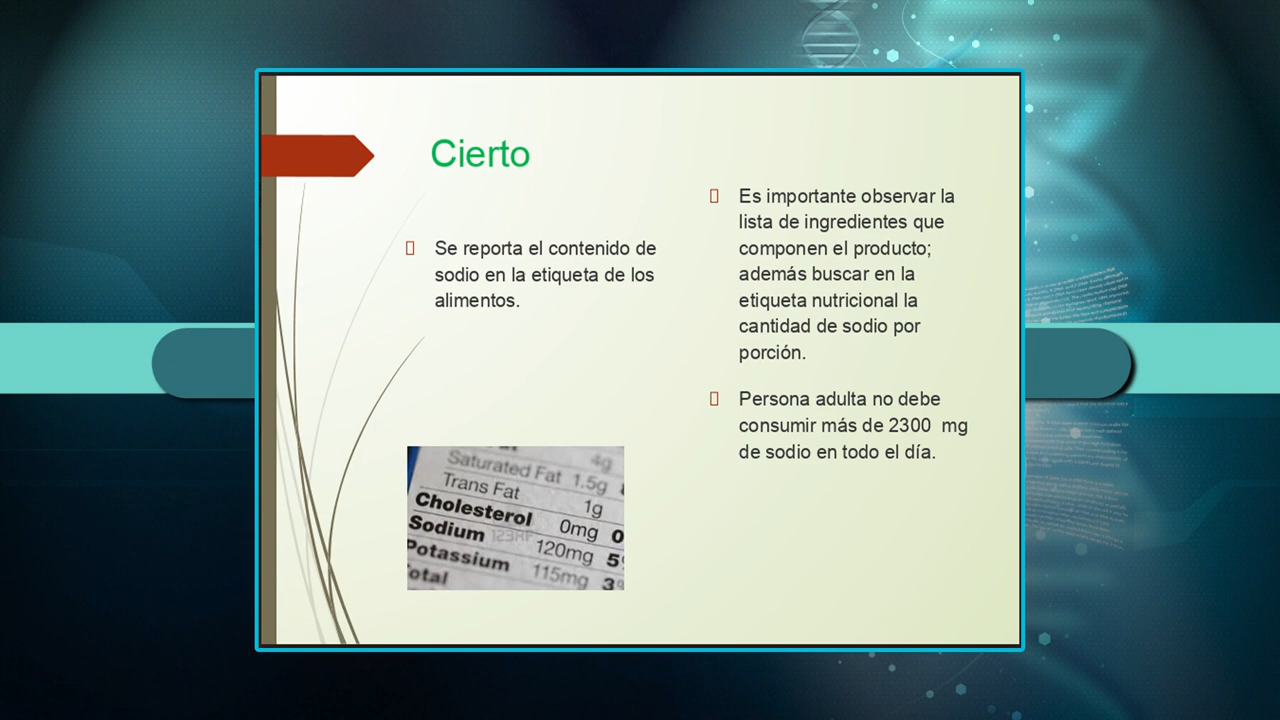 Cierto
Se reporta el contenido de
sodio en la etiqueta de los
alimentos.
Es importante observar la
lista de ingredientes que
componen el producto;
además buscar en la
etiqueta nutricional la
cantidad de sodio por
porción.
Persona adulta no debe
consumir más de 2300 mg
de sodio en todo el día.
4g
Saturated Fat 1.5g
Trans Fat 1g
Cholesterol 0mg 0
Sodium 120mg 5
Potassium 115mg 3